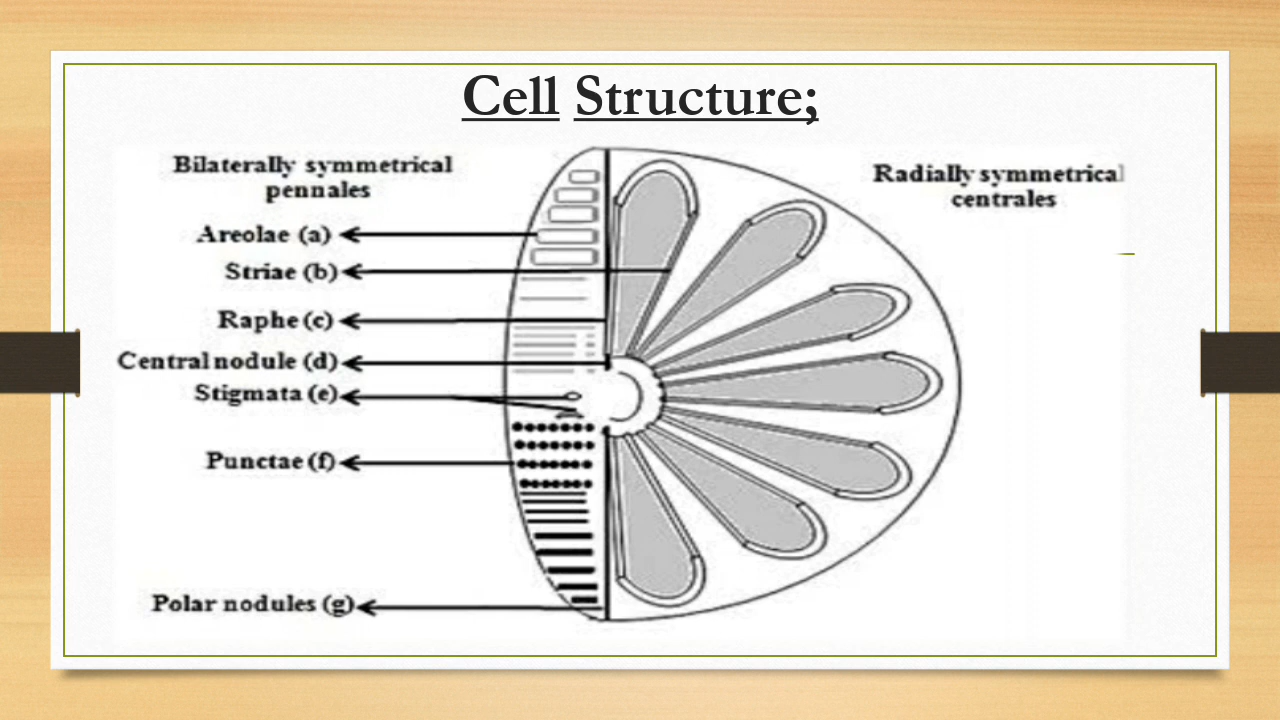 Cell Structure;
Bilaterally symmetrical
pennales
Radially symmetrical
centrales
Areolae (a)
Striae (b)
Raphe (c)
Central nodule (d)
Stigmata (e)
Punctae (f)
Polar nodules (g)